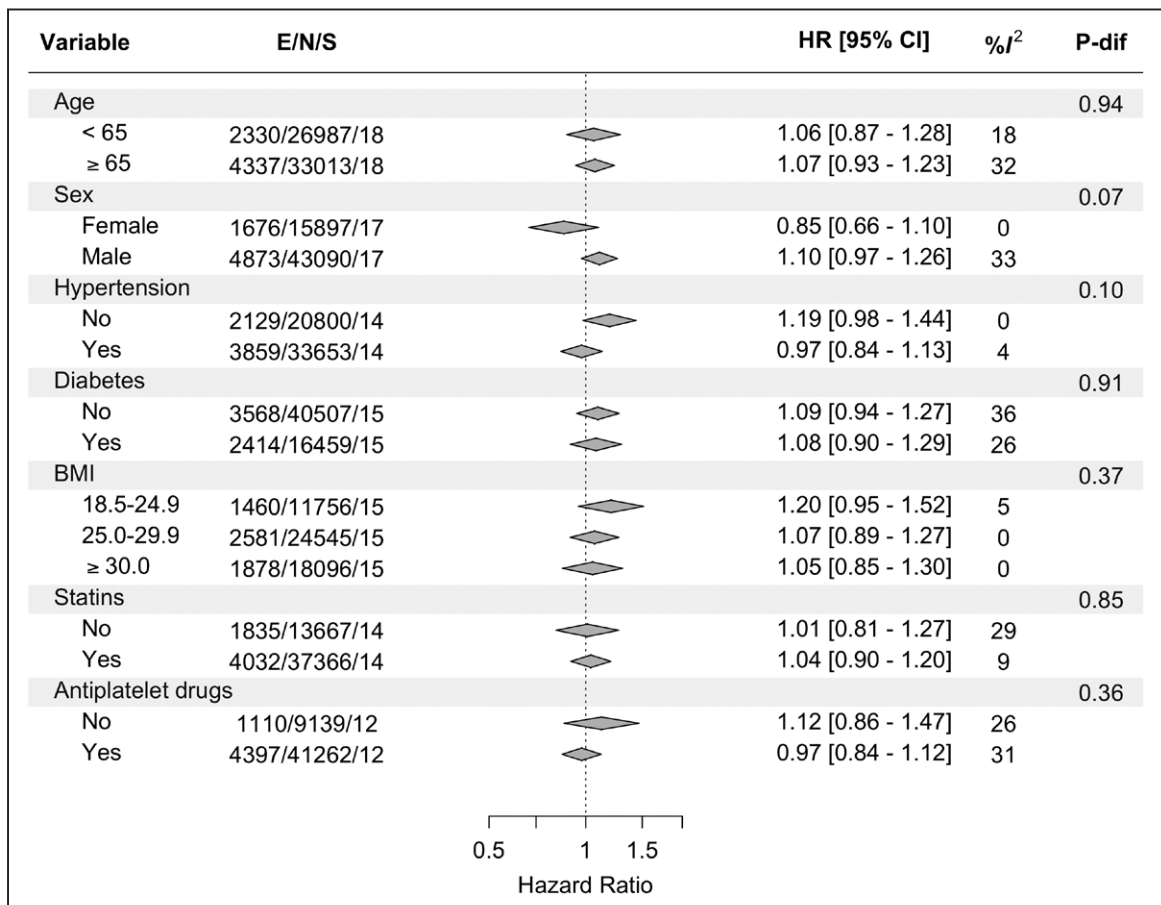 Variable E/N/S HR [95% CI] %I² P-dif
Age 0.94
< 65 2330/26987/18 1.06 [0.87 - 1.28] 18
≥ 65 4337/33013/18 1.07 [0.93 - 1.23] 32
Sex 0.07
Female 1676/15897/17 0.85 [0.66 - 1.10] 0
Male 4873/43090/17 1.10 [0.97 - 1.26] 33
Hypertension 0.10
No 2129/20800/14 1.19 [0.98 - 1.44] 0
Yes 3859/33653/14 0.97 [0.84 - 1.13] 4
Diabetes 0.91
No 3568/40507/15 1.09 [0.94 - 1.27] 36
Yes 2414/16459/15 1.08 [0.90 - 1.29] 26
BMI 0.37
18.5-24.9 1460/11756/15 1.20 [0.95 - 1.52] 5
25.0-29.9 2581/24545/15 1.07 [0.89 - 1.27] 0
≥ 30.0 1878/18096/15 1.05 [0.85 - 1.30] 0
Statins 0.85
No 1835/13667/14 1.01 [0.81 - 1.27] 29
Yes 4032/37366/14 1.04 [0.90 - 1.20] 9
Antiplatelet drugs 0.36
No 1110/9139/12 1.12 [0.86 - 1.47] 26
Yes 4397/41262/12 0.97 [0.84 - 1.12] 31
0.5 1 1.5
Hazard Ratio